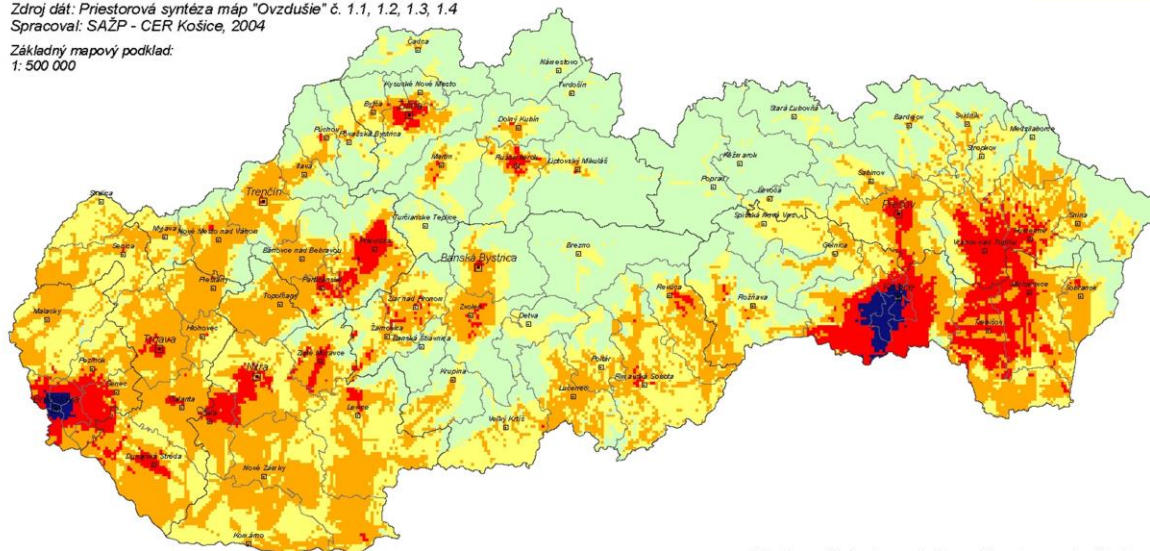 Zdroj dát: Priestorová syntéza máp "Ovzdušie" č. 1.1, 1.2, 1.3, 1.4
Spracoval: SAŽP - CER Košice, 2004
Základný mapový podklad:
1: 500 000
Čadca
Námestovo
Kysucké Nové Mesto
Tvrdošín
Bytča
Stará Ľubovňa
Bardejov
Svidník
Dolný Kubín
Púchov
Považská Bystrica
Medzilaborce
Stropkov
Martin
Ružomberok
Liptovský Mikuláš
Kežmarok
Ilava
Sabinov
Poprad
Trenčín
Levoča
Skalica
Prešov
Turčianske Teplice
Spišská Nová Ves
Snina
Myjava
Nové Mesto nad Váhom
Humenné
Senica
Prievidza
Vranov nad Topľou
Bánovce nad Bebravou
Brezno
Gelnica
Banská Bystrica
Piešťany
Partizánske
Michalovce
Sobrance
Topoľčany
Revúca
Rožňava
Žiar nad Hronom
Zvolen
Malacky
Detva
Hlohovec
Žarnovica
Trebišov
Trnava
Banská Štiavnica
Zlaté Moravce
Pezinok
Poltár
Nitra
Krupina
Rimavská Sobota
Senec
Galanta
Lučenec
Levice
Veľký Krtíš
Dunajská Streda
Nové Zámky
Komárno